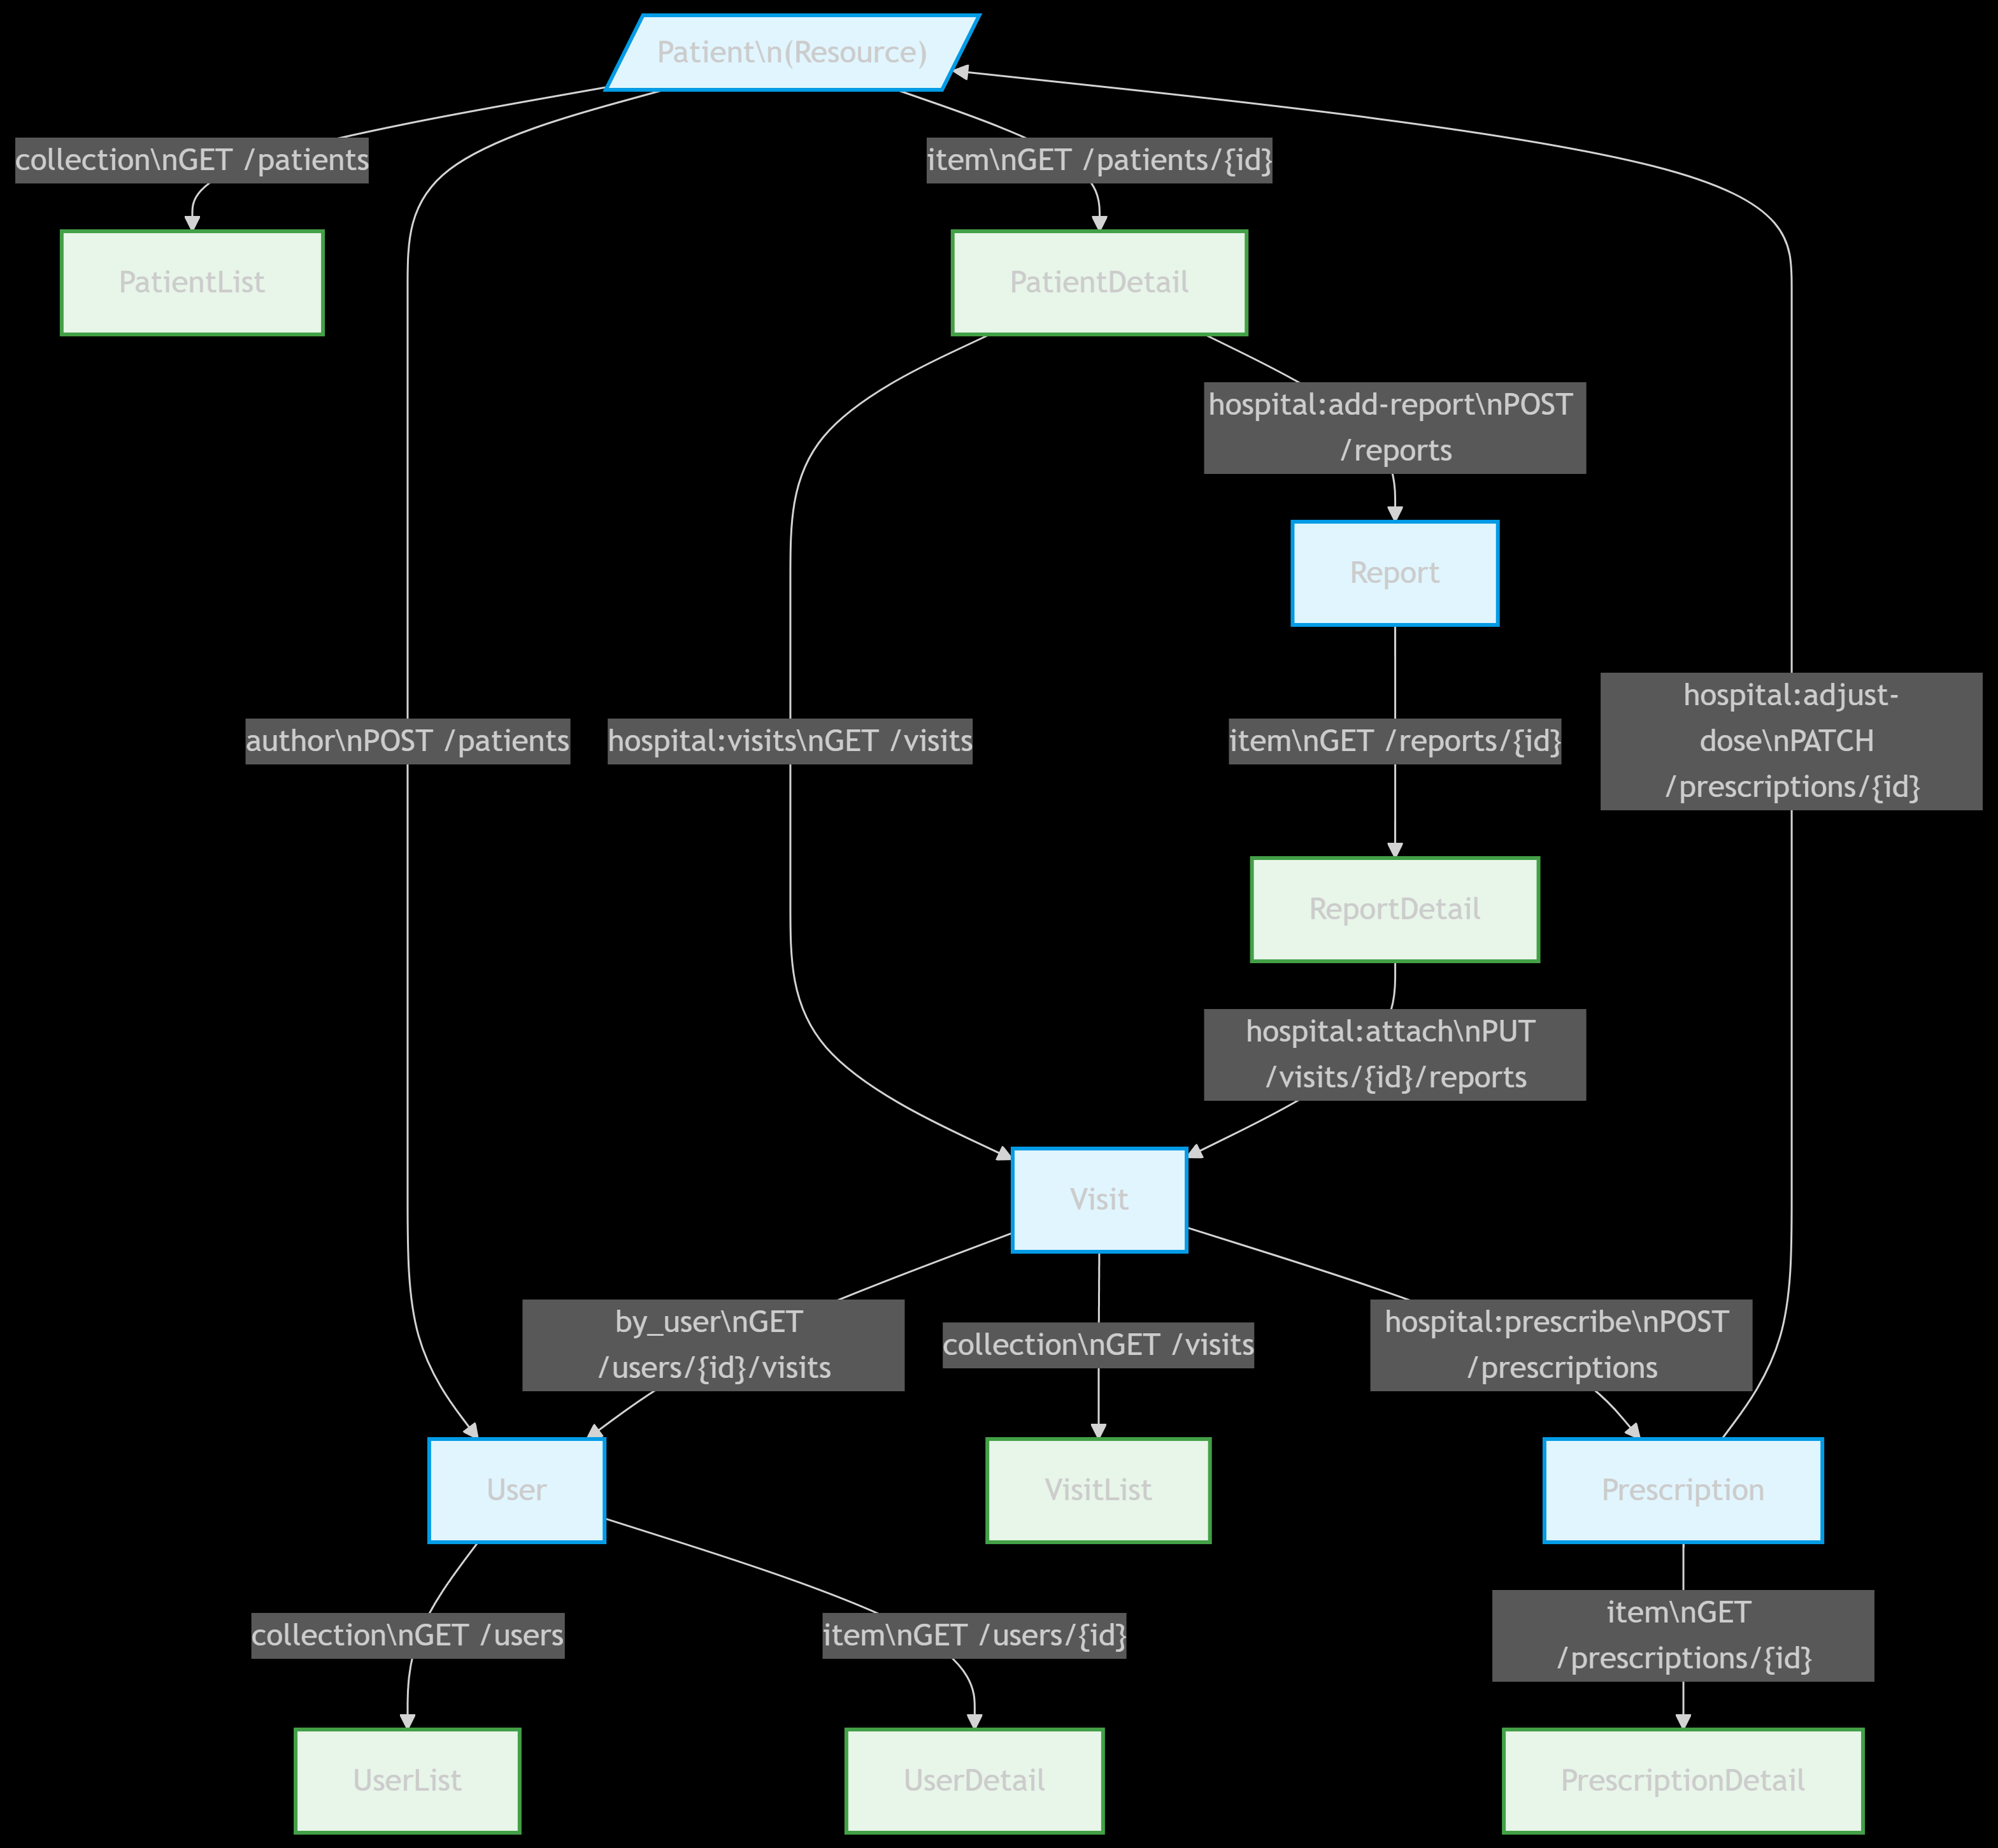 Patient\n(Resource)
collection\nGET /patients
item\nGET /patients/{id}
PatientList
PatientDetail
hospital:add-report\nPOST
/reports
Report
author\nPOST /patients
hospital:visits\nGET /visits
item\nGET /reports/{id}
hospital:adjust-
dose\nPATCH
/prescriptions/{id}
ReportDetail
hospital:attach\nPUT
/visits/{id}/reports
Visit
by_user\nGET
/users/{id}/visits
collection\nGET /visits
hospital:prescribe\nPOST
/prescriptions
User
VisitList
Prescription
collection\nGET /users
item\nGET /users/{id}
item\nGET
/prescriptions/{id}
UserList
UserDetail
PrescriptionDetail